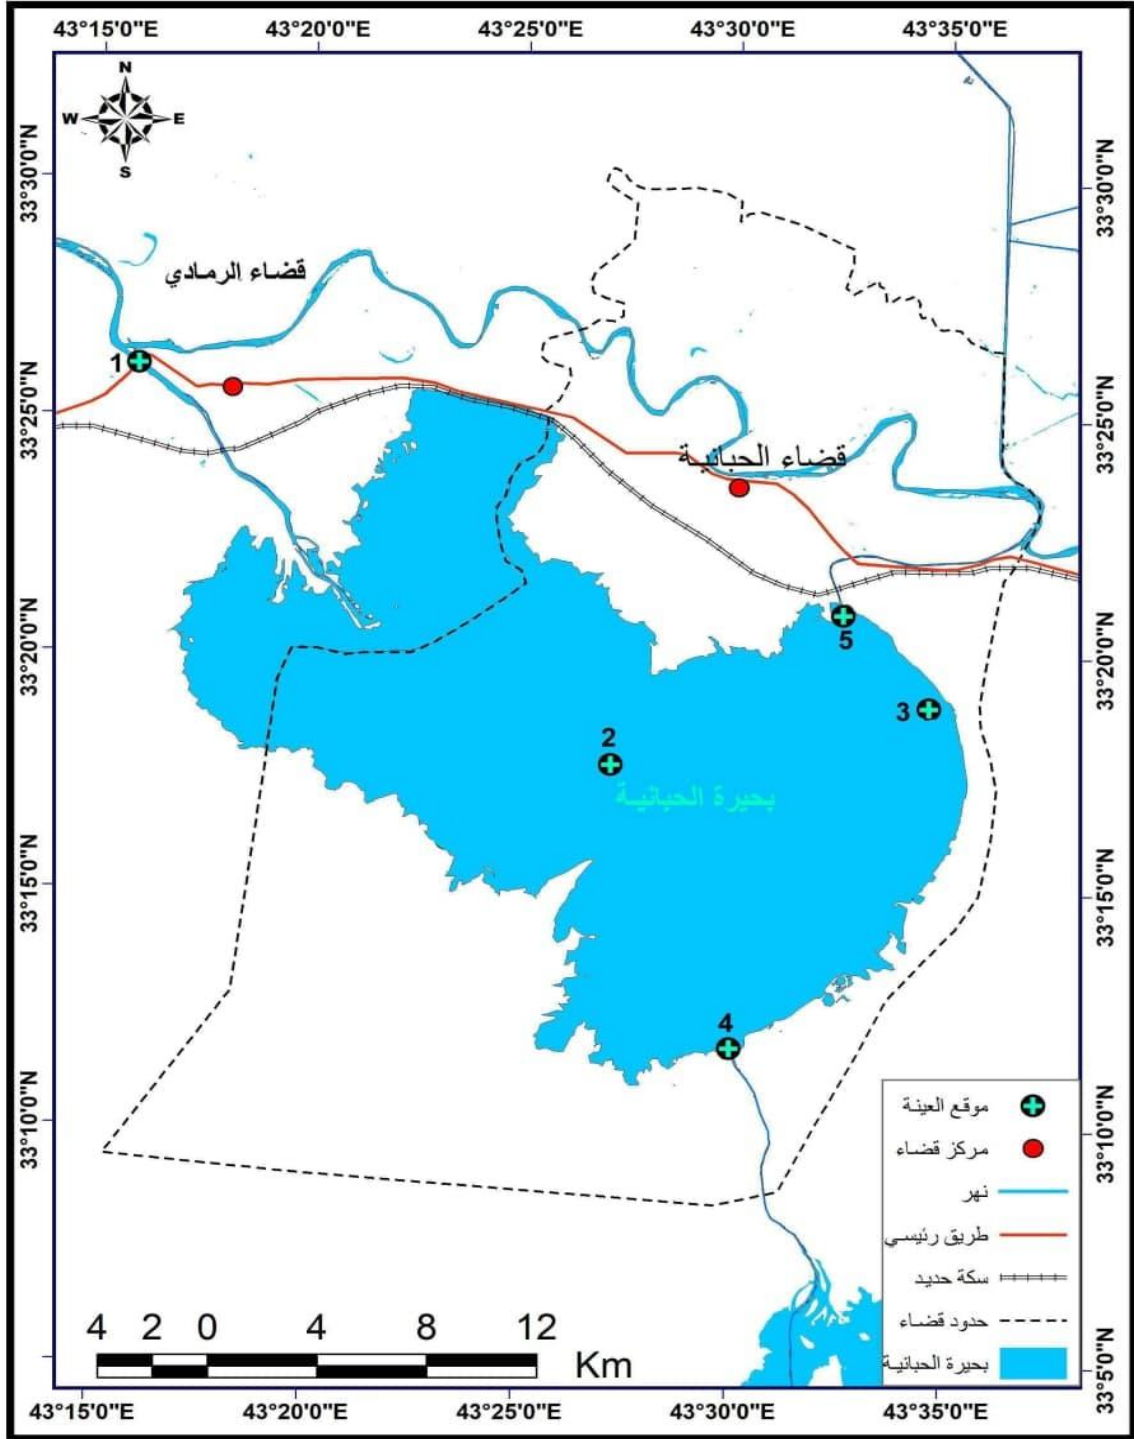 43°15'0"E 43°20'0"E 43°25'0"E 43°30'0"E 43°35'0"E
N
W E
S
33°30'0"N 33°30'0"N
قضاء الرمادي
1
33°25'0"N 33°25'0"N
قضاء الحبانية
33°20'0"N 33°20'0"N
5
3
2
بحيرة الحبانية
33°15'0"N 33°15'0"N
4
33°10'0"N 33°10'0"N
موقع العينة
مركز قضاء
نهر
طريق رئيسي
سكة حديد
حدود قضاء
بحيرة الحبانية
4 2 0 4 8 12
Km
33°5'0"N
43°15'0"E 43°20'0"E 43°25'0"E 43°30'0"E 43°35'0"E